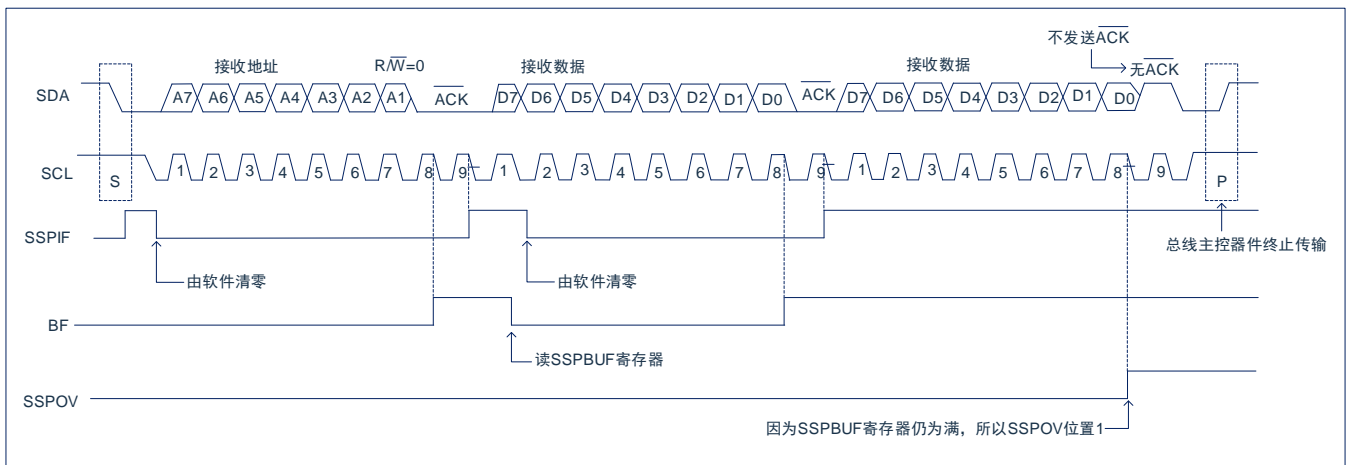 不发送ACK
接收地址 R/W=0 接收数据 接收数据 无ACK
SDA A7 A6 A5 A4 A3 A2 A1 ACK D7 D6 D5 D4 D3 D2 D1 D0 ACK D7 D6 D5 D4 D3 D2 D1 D0
SCL S 1 2 3 4 5 6 7 8 9 1 2 3 4 5 6 7 8 9 1 2 3 4 5 6 7 8 9 P
SSPIF
总线主控器件终止传输
由软件清零 由软件清零
BF
读SSPBUF寄存器
SSPOV
因为SSPBUF寄存器仍为满，所以SSPOV位置1